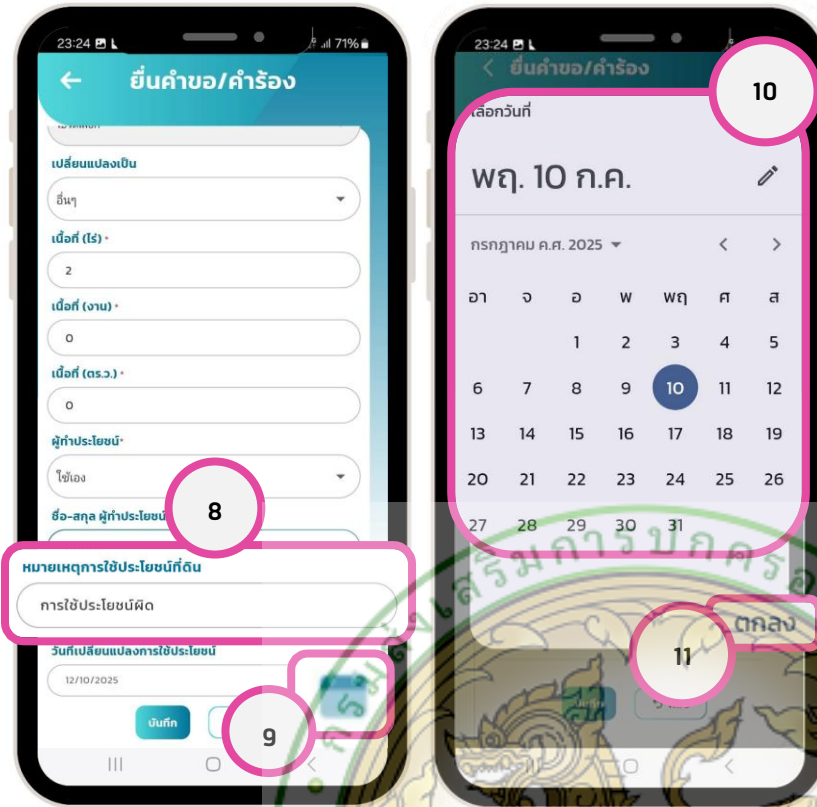 23:24
71%
ยื่นคำขอ/คำร้อง
เปลี่ยนแปลงเป็น
อื่นๆ
เนื้อที่ (ไร่) *
2
เนื้อที่ (งาน) *
0
เนื้อที่ (ตร.ว.) *
0
ผู้ทำประโยชน์*
ใช้เอง
ชื่อ-สกุล ผู้ทำประโยชน์
8
หมายเหตุการใช้ประโยชน์ที่ดิน
การใช้ประโยชน์ผิด
วันที่เปลี่ยนแปลงการใช้ประโยชน์
12/10/2025
บันทึก
9
23:24
ยื่นคำขอ/คำร้อง
10
เลือกวันที่
พฤ. 10 ก.ค.
กรกฎาคม ค.ศ. 2025
อา จ อ พ พฤ ศ ส
1 2 3 4 5
6 7 8 9 10 11 12
13 14 15 16 17 18 19
20 21 22 23 24 25 26
27 28 29 30 31
ตกลง
11
บันทึก